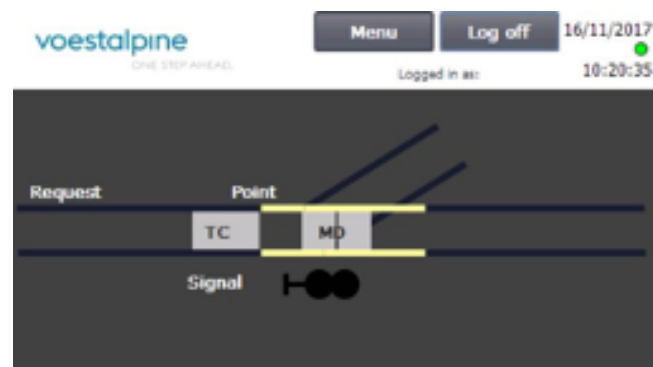 voestalpine
ONE STEP AHEAD.
Menu
Log off
16/11/2017
Logged in as:
10:20:35
Request
Point
TC
MD
Signal